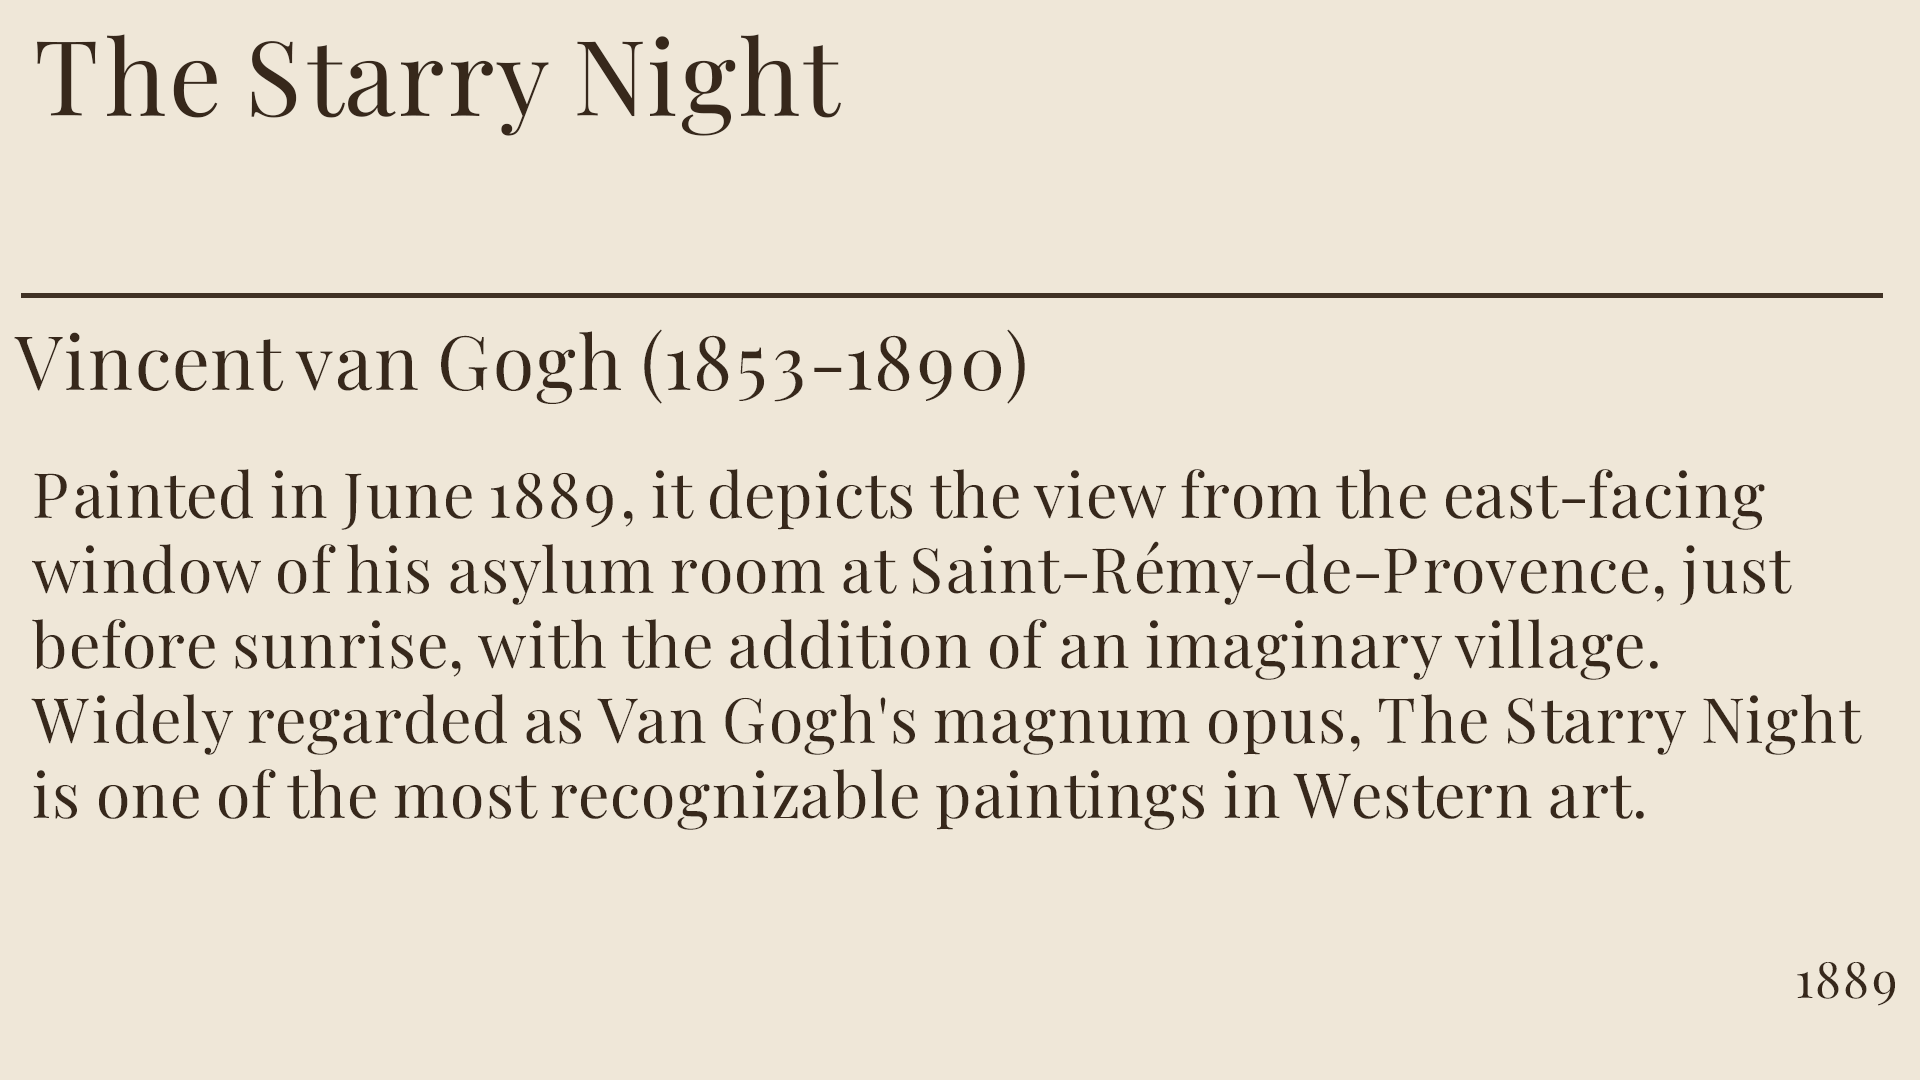 The Starry Night
Vincent van Gogh (1853-1890)
Painted in June 1889, it depicts the view from the east-facing
window of his asylum room at Saint-Rémy-de-Provence, just
before sunrise, with the addition of an imaginary village.
Widely regarded as Van Gogh's magnum opus, The Starry Night
is one of the most recognizable paintings in Western art.
1889